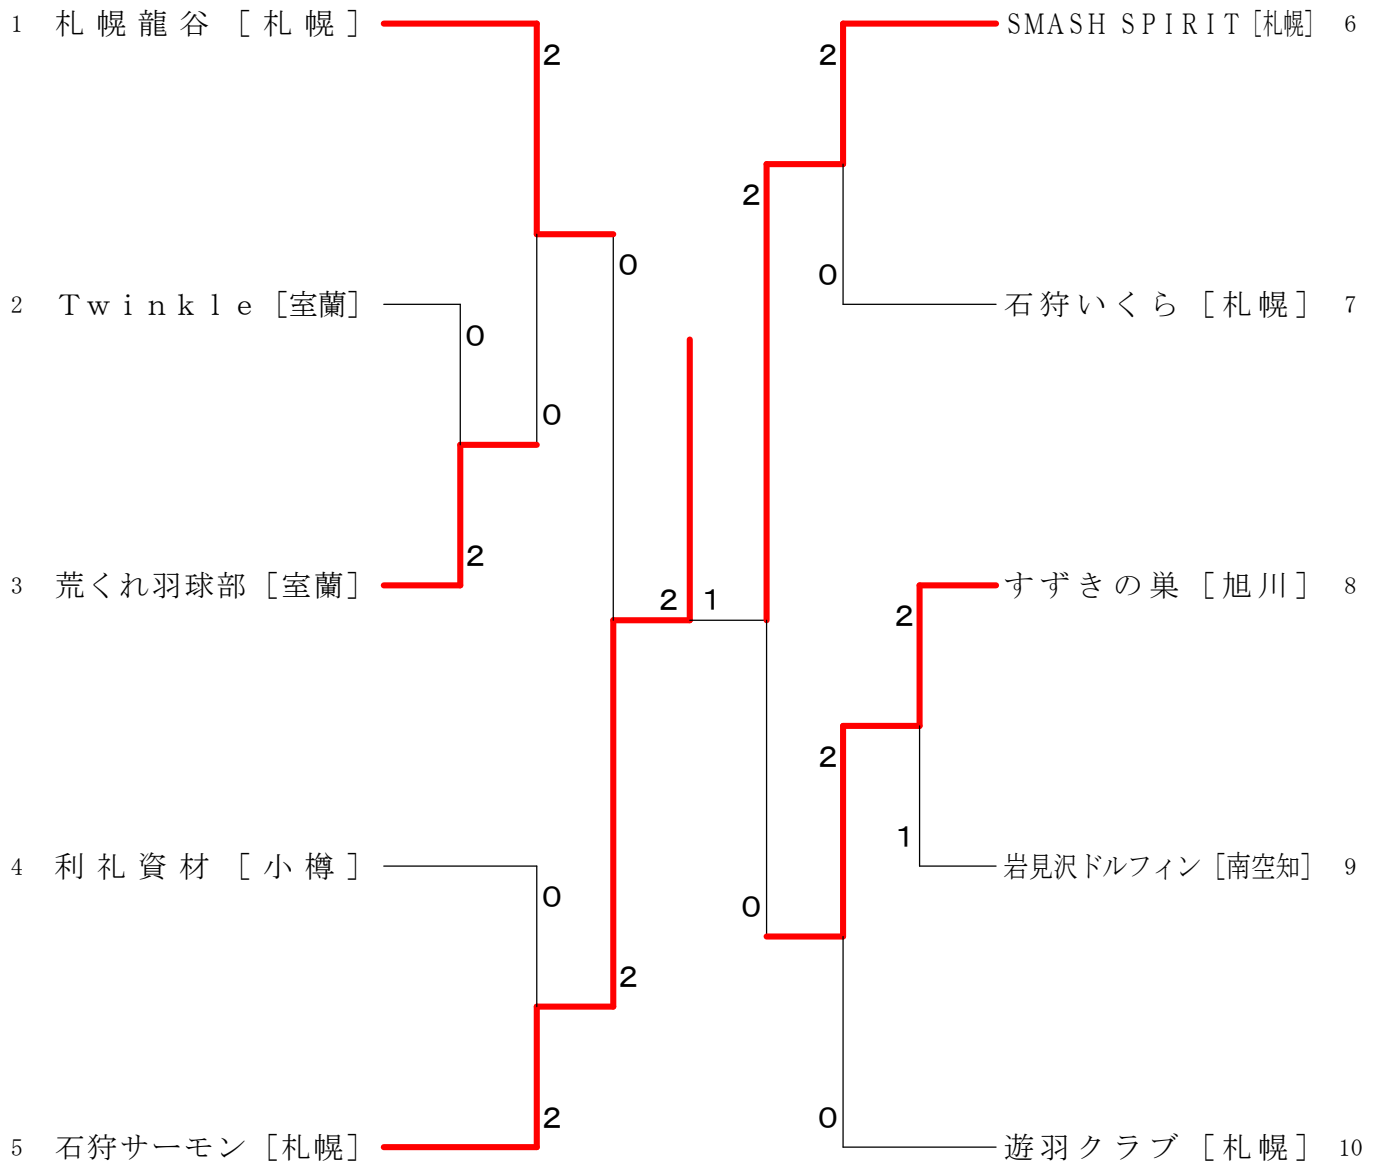 1 札幌龍谷［札幌］
2
2 SMASH SPIRIT［札幌］ 6
2
0
0
2 Ｔｗｉｎｋｌｅ［室蘭］
0
0
石狩いくら［札幌］ 7
0
2
3 荒くれ羽球部［室蘭］
2 1
2
すずきの巣［旭川］ 8
2
1
4 利礼資材［小樽］
0
0
岩見沢ドルフィン［南空知］ 9
2
2
0
5 石狩サーモン［札幌］
遊羽クラブ［札幌］ 10